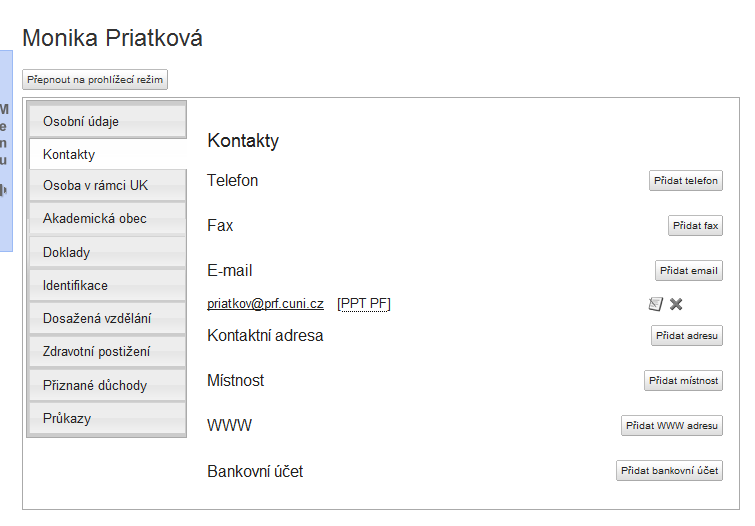 Monika Priatková
Přepnout na prohlížecí režim
Menu
Osobní údaje
Kontakty
Osoba v rámci UK
Akademická obec
Doklady
Identifikace
Dosažená vzdělání
Zdravotní postižení
Přiznané důchody
Průkazy
Kontakty
Telefon Přidat telefon
Fax Přidat fax
E-mail Přidat email
priatkov@prf.cuni.cz [PPT PF]
Kontaktní adresa Přidat adresu
Místnost Přidat místnost
WWW Přidat WWW adresu
Bankovní účet Přidat bankovní účet